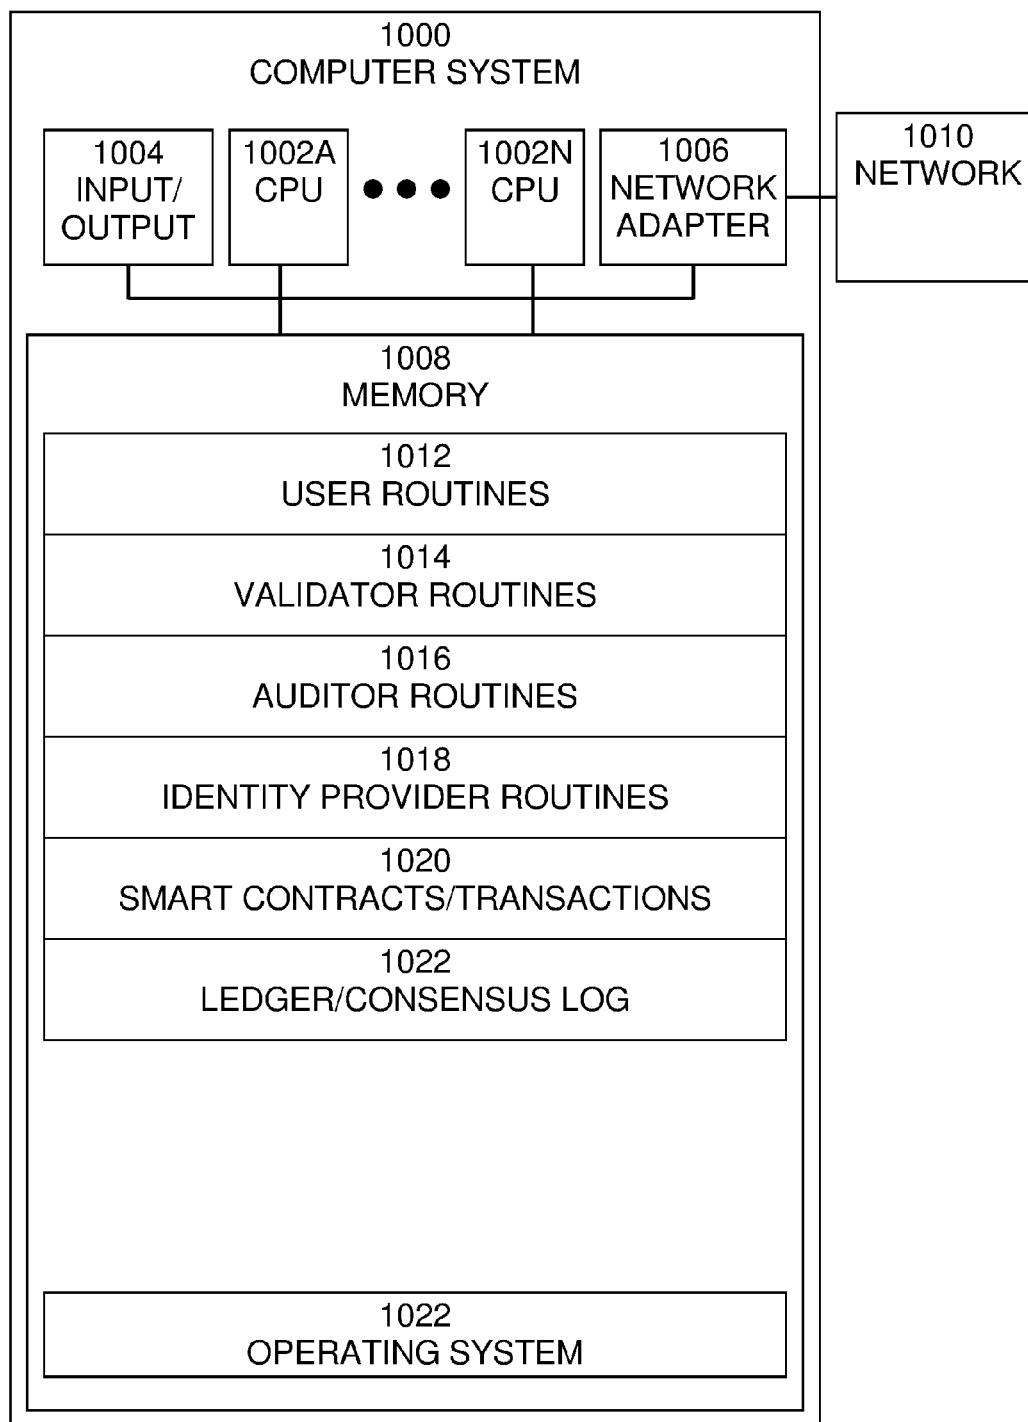 1000
COMPUTER SYSTEM
1004
INPUT/
OUTPUT
1002A
CPU
1002N
CPU
1006
NETWORK
ADAPTER
1010
NETWORK
1008
MEMORY
1012
USER ROUTINES
1014
VALIDATOR ROUTINES
1016
AUDITOR ROUTINES
1018
IDENTITY PROVIDER ROUTINES
1020
SMART CONTRACTS/TRANSACTIONS
1022
LEDGER/CONSENSUS LOG
1022
OPERATING SYSTEM